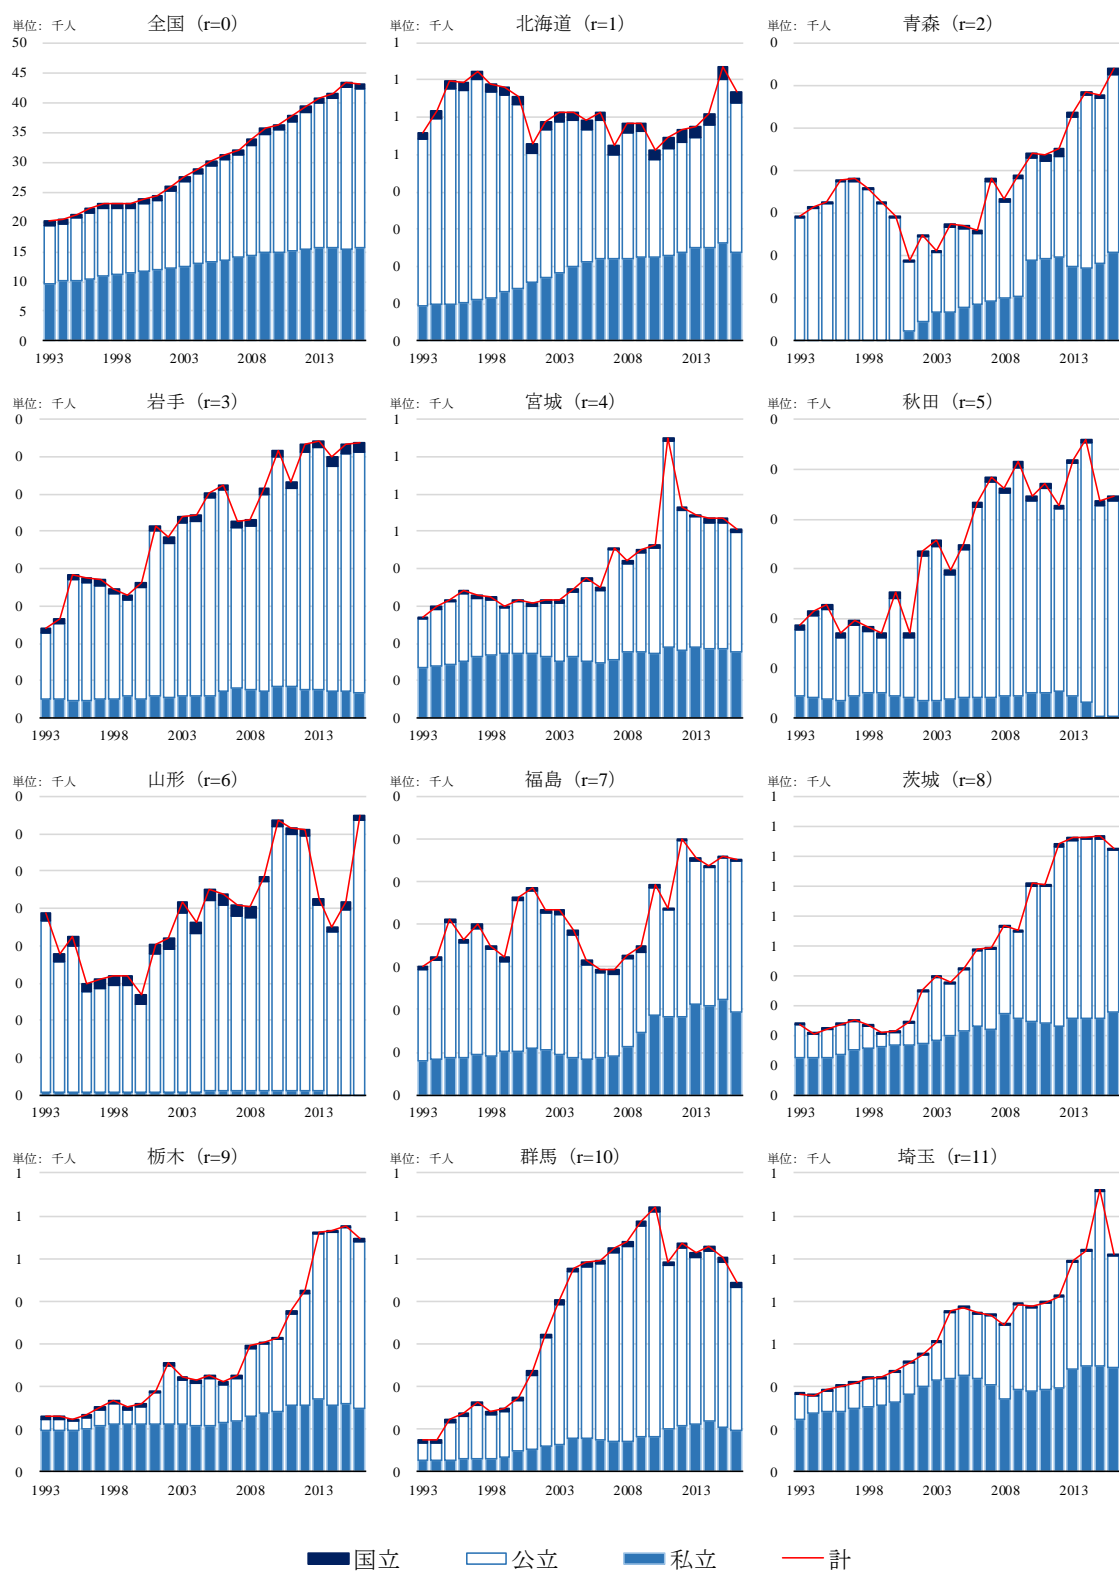 単位：千人 全国（r=0） 単位：千人 北海道（r=1） 単位：千人 青森（r=2）
50 1 0
45 1 0
40 1 0
35 1 0
30 0 0
25 0 0
20 0 0
15 0 0
10 0 0
5 0
0
1993 1998 2003 2008 2013 1993 1998 2003 2008 2013 1993 1998 2003 2008 2013
単位：千人 岩手（r=3） 単位：千人 宮城（r=4） 単位：千人 秋田（r=5）
0 1 0
0 1 0
0 1 0
0 1 0
0 0 0
0 0 0
0 0 0
0 0
0 0
1993 1998 2003 2008 2013 1993 1998 2003 2008 2013 1993 1998 2003 2008 2013
単位：千人 山形（r=6） 単位：千人 福島（r=7） 単位：千人 茨城（r=8）
0 0 1
0 0 1
0 0 1
0 0 1
0 0 1
0 0 1
0 0 0
0 0 0
0 0
0
0
1993 1998 2003 2008 2013 1993 1998 2003 2008 2013 1993 1998 2003 2008 2013
単位：千人 栃木（r=9） 単位：千人 群馬（r=10） 単位：千人 埼玉（r=11）
1 1 1
1 1 1
1 1 1
0 0 1
0 0 1
0 0 0
0 0 0
0 0
1993 1998 2003 2008 2013 1993 1998 2003 2008 2013 1993 1998 2003 2008 2013
国立 公立 私立 計